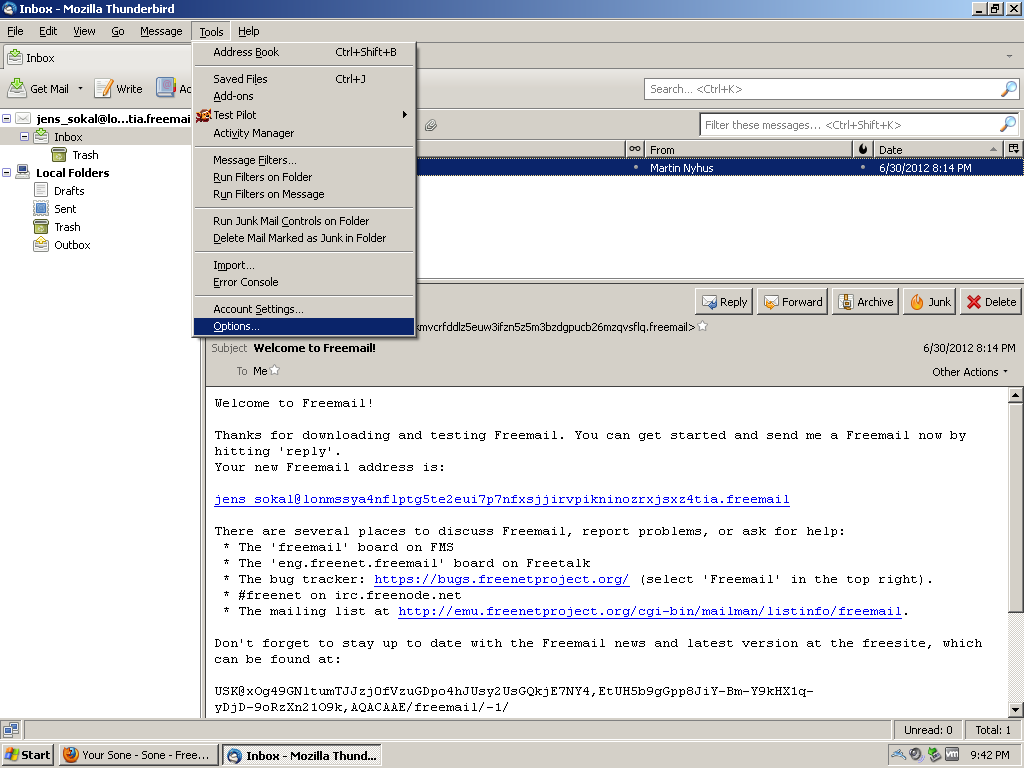 Inbox - Mozilla Thunderbird
File Edit View Go Message Tools Help
Inbox
Get Mail Write Ac
Search... <Ctrl+K>
Filter these messages... <Ctrl+Shift+K>
jens_sokal@lo...tia.freemai
Inbox
Trash
Local Folders
Drafts
Sent
Trash
Outbox
Address Book Ctrl+Shift+B
Saved Files Ctrl+J
Add-ons
Test Pilot
Activity Manager
Message Filters...
Run Filters on Folder
Run Filters on Message
Run Junk Mail Controls on Folder
Delete Mail Marked as Junk in Folder
Import...
Error Console
Account Settings...
Options...
From Date
Martin Nyhus 6/30/2012 8:14 PM
Reply Forward Archive Junk Delete
mvcrfddlz5euw3ifzn5z5m3bzdgpucb26mzqvsflq.freemail>
Subject Welcome to Freemail! 6/30/2012 8:14 PM
To Me Other Actions
Welcome to Freemail!
Thanks for downloading and testing Freemail. You can get started and send me a Freemail now by
hitting 'reply'.
Your new Freemail address is:
jens_sokal@lonmssya4nflptg5te2eui7p7nfxsjjirvpikninozrxjsxz4tia.freemail
There are several places to discuss Freemail, report problems, or ask for help:
* The 'freemail' board on FMS
* The 'eng.freenet.freemail' board on Freetalk
* The bug tracker: https://bugs.freenetproject.org/ (select 'Freemail' in the top right).
* #freenet on irc.freenode.net
* The mailing list at http://emu.freenetproject.org/cgi-bin/mailman/listinfo/freemail.
Don't forget to stay up to date with the Freemail news and latest version at the freesite, which
can be found at:
USK@xOg49GNltumTJJzj0fVzuGDpo4hJUsy2UsGQkjE7NY4,EtUH5b9gGpp8JiY-Bm-Y9kHX1q-
yDjD-9oRzXn21O9k,AQACAAE/freemail/-1/
Unread: 0 Total: 1
Start Your Sone - Sone - Free... Inbox - Mozilla Thund... 9:42 PM